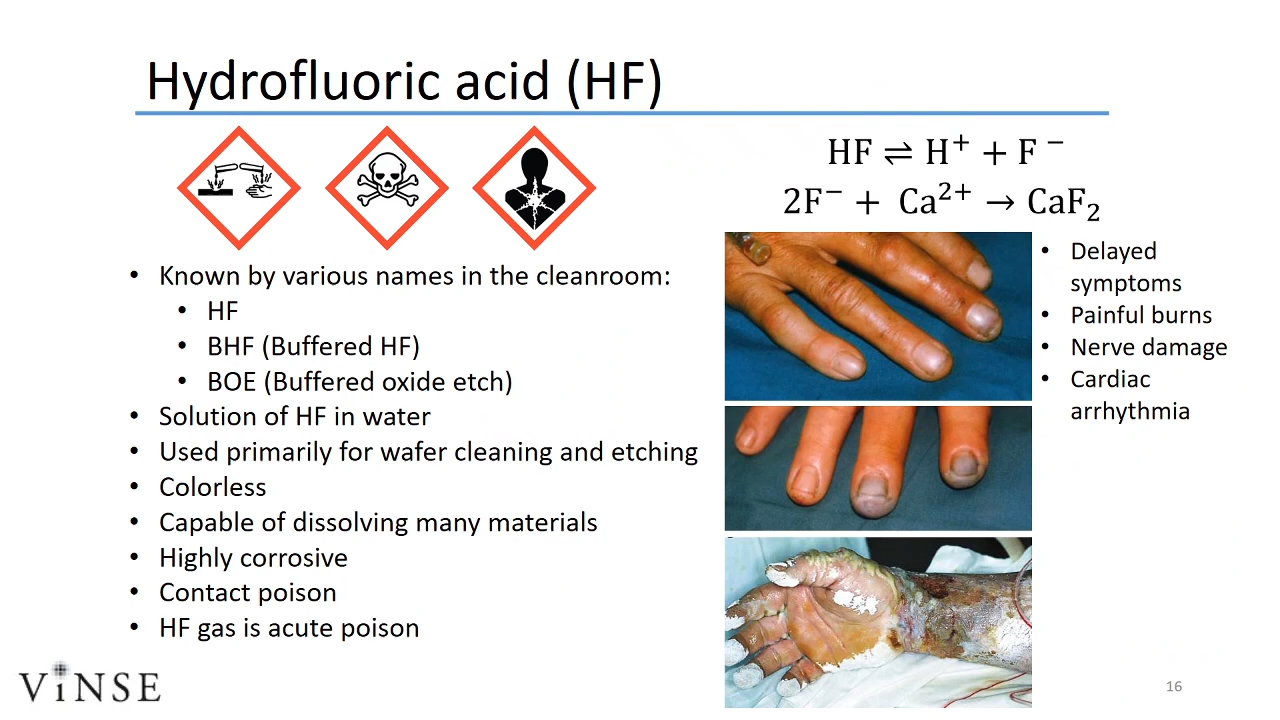 Hydrofluoric acid (HF)
HF ⇌ H⁺ + F⁻
2F⁻ + Ca²⁺ → CaF₂
• Known by various names in the cleanroom:
• HF
• BHF (Buffered HF)
• BOE (Buffered oxide etch)
• Solution of HF in water
• Used primarily for wafer cleaning and etching
• Colorless
• Capable of dissolving many materials
• Highly corrosive
• Contact poison
• HF gas is acute poison
• Delayed
symptoms
• Painful burns
• Nerve damage
• Cardiac
arrhythmia
ViNSE
16